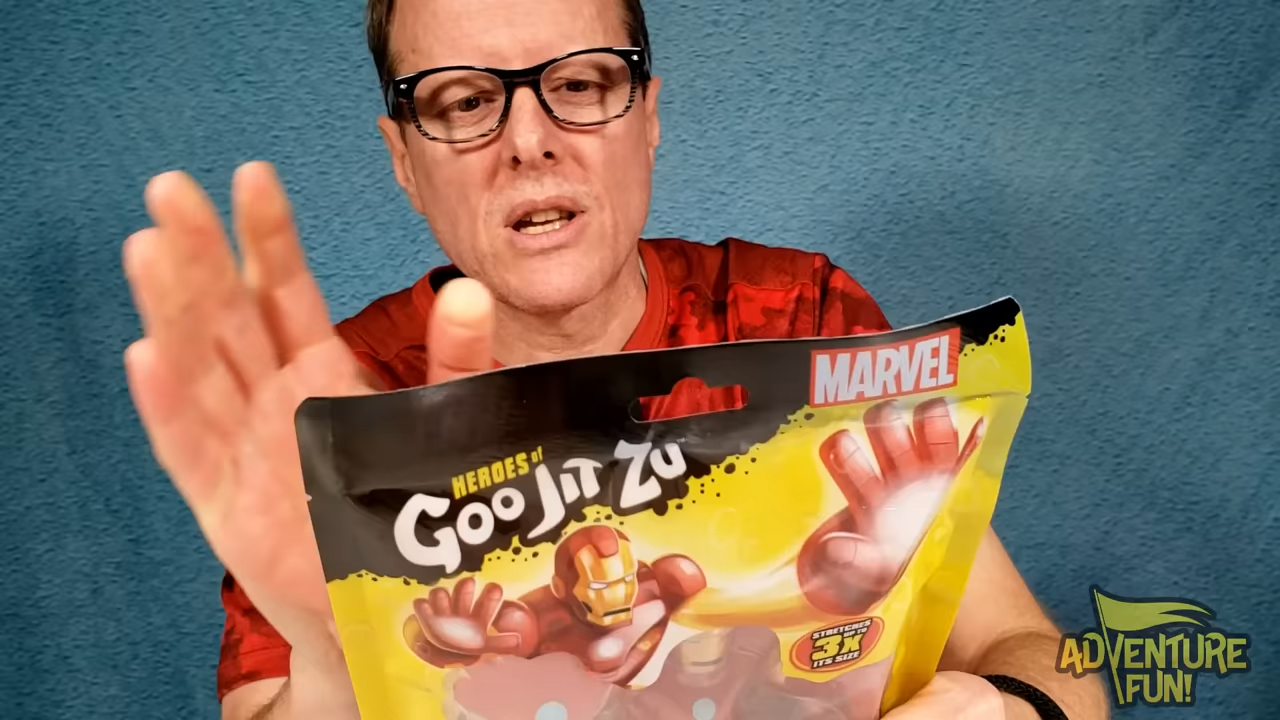 MARVEL
HEROES of
GOO JIT ZU
STRETCHES
UP TO
3X
ITS SIZE
ADVENTURE
FUN!